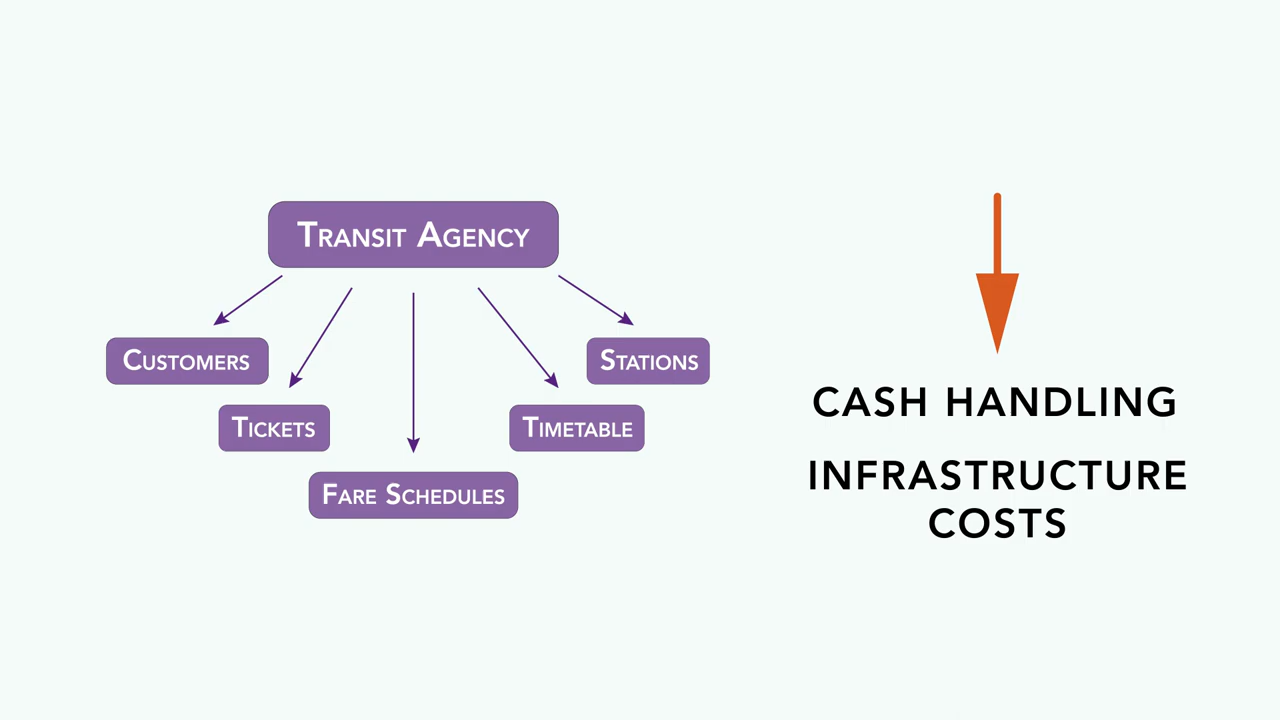 Transit Agency
Customers
Stations
Tickets
Timetable
Fare Schedules
CASH HANDLING
INFRASTRUCTURE
COSTS